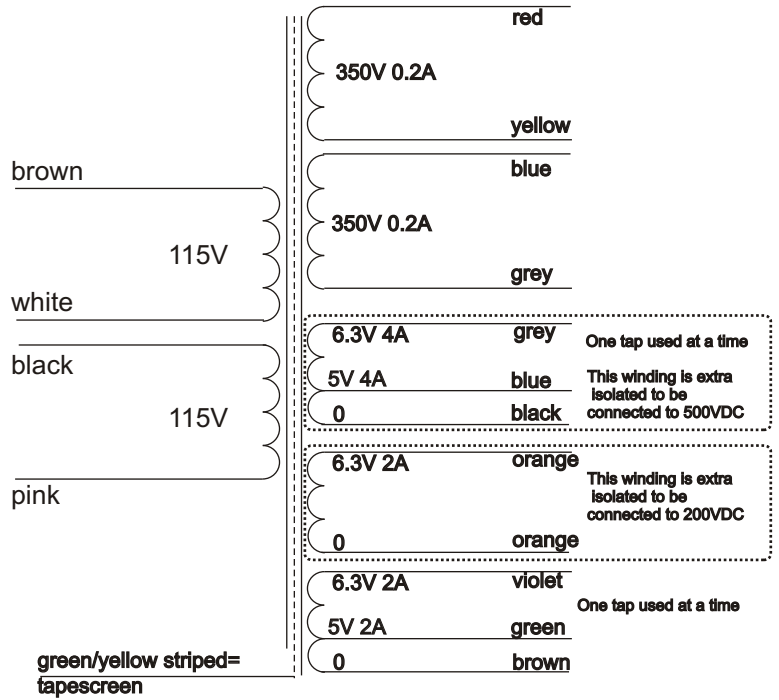 red
350V 0.2A
yellow
brown
blue
115V
350V 0.2A
white
grey
black
115V
pink
6.3V 4A
grey
One tap used at a time
5V 4A
blue
This winding is extra
isolated to be
connected to 500VDC
0
black
6.3V 2A
orange
This winding is extra
isolated to be
connected to 200VDC
0
orange
6.3V 2A
violet
One tap used at a time
5V 2A
green
0
brown
green/yellow striped=
tapescreen